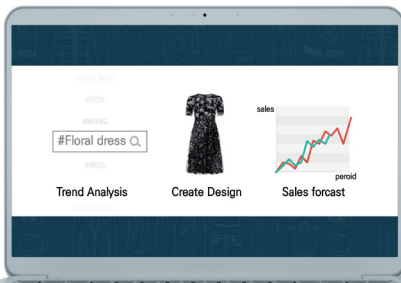 #Floral dress
sales
peroid
Trend Analysis
Create Design
Sales forcast